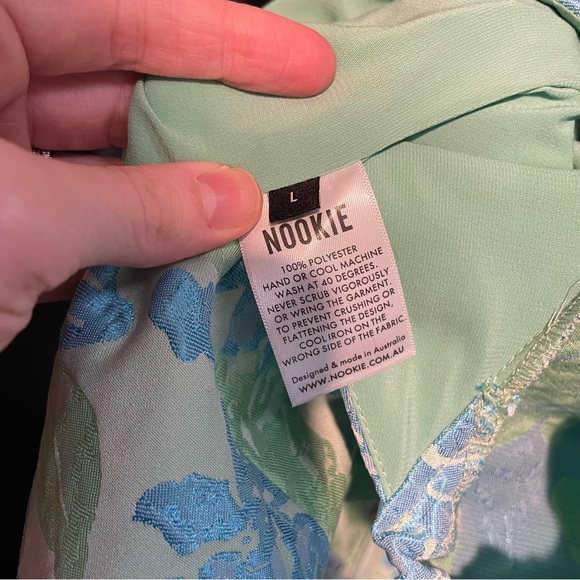 L
NOOKIE
100% POLYESTER
HAND OR COOL MACHINE
WASH AT 40 DEGREES.
NEVER SCRUB VIGOROUSLY
OR WRING THE GARMENT.
TO PREVENT CRUSHING OR
FLATTENING THE DESIGN.
COOL IRON ON THE
WRONG SIDE OF THE FABRIC.
Designed & made in Australia
WWW.NOOKIE.COM.AU